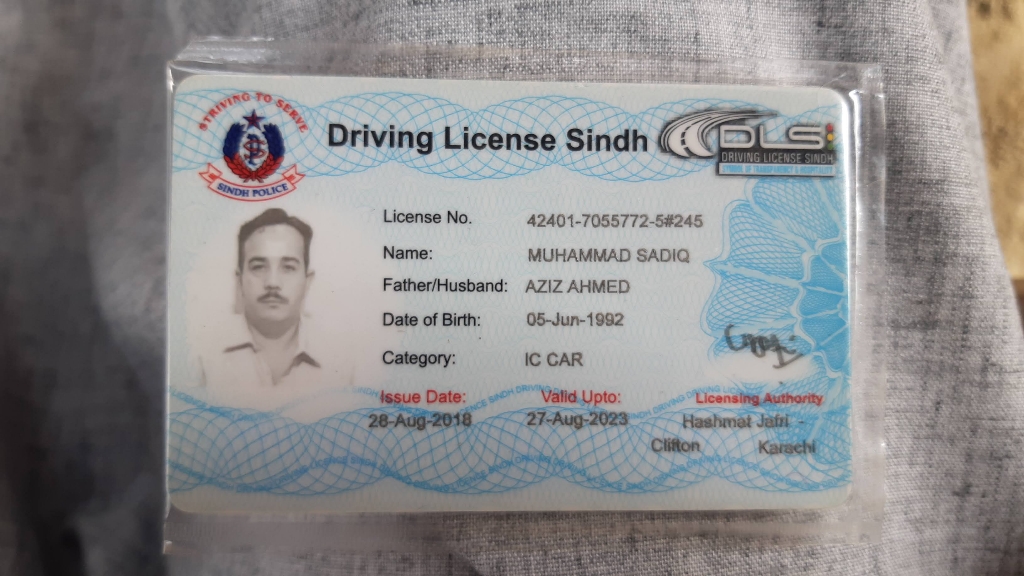 STRIVING TO SERVE
SINDH POLICE
Driving License Sindh
DLS
DRIVING LICENSE SINDH
License No. 42401-7055772-5#245
Name: MUHAMMAD SADIQ
Father/Husband: AZIZ AHMED
Date of Birth: 05-Jun-1992
Category: IC CAR
Issue Date: Valid Upto: Licensing Authority
28-Aug-2018 27-Aug-2023 Hashmat Jafri -
Clifton Karachi